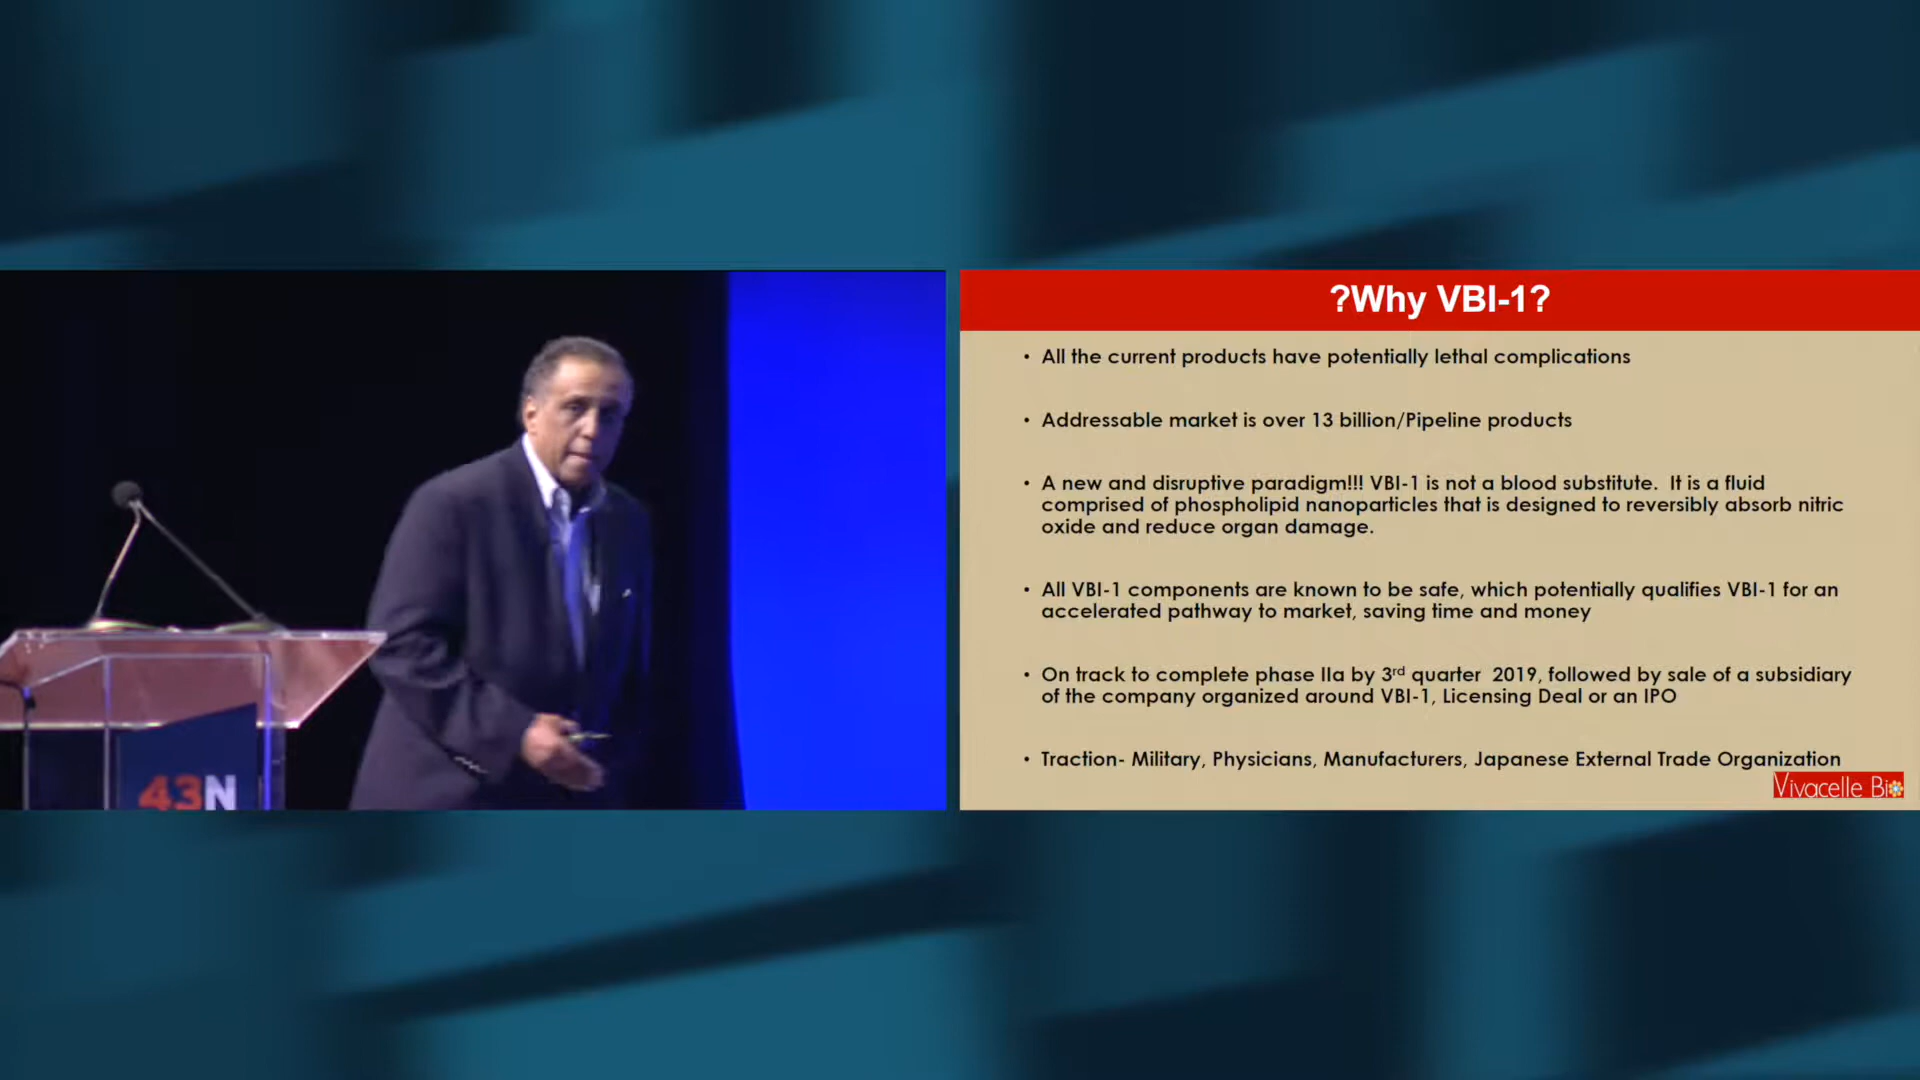 ?Why VBI-1?
• All the current products have potentially lethal complications
• Addressable market is over 13 billion/Pipeline products
• A new and disruptive paradigm!!! VBI-1 is not a blood substitute. It is a fluid
comprised of phospholipid nanoparticles that is designed to reversibly absorb nitric
oxide and reduce organ damage.
• All VBI-1 components are known to be safe, which potentially qualifies VBI-1 for an
accelerated pathway to market, saving time and money
• On track to complete phase IIa by 3rd quarter 2019, followed by sale of a subsidiary
of the company organized around VBI-1, Licensing Deal or an IPO
• Traction- Military, Physicians, Manufacturers, Japanese External Trade Organization
Vivacelle Bio
43N